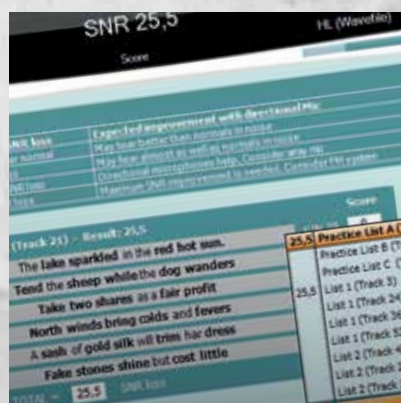 SNR 25,5
HL (Wavefile)
Score
SNR loss
Expected improvement with directional Mic
May hear better than normals in noise
May hear almost as well as normals in noise
Directional microphones help. Consider array mic
Maximum SNR improvement is needed. Consider FM system
Score
(Track 21) - Result: 25,5
0
The lake sparkled in the red hot sun.
Tend the sheep while the dog wanders
Take two shares as a fair profit
North winds bring colds and fevers
A sash of gold silk will trim her dress
Fake stones shine but cost little
TOTAL =
25,5
SNR loss
25,5 Practice List A (T
Practice List B (T
Practice List C (T
25,5 List 1 (Track 3)
List 1 (Track 24
List 1 (Track 36
List 1 (Track 5
List 2 (Track 4
List 2 (Track
List 2 (Track